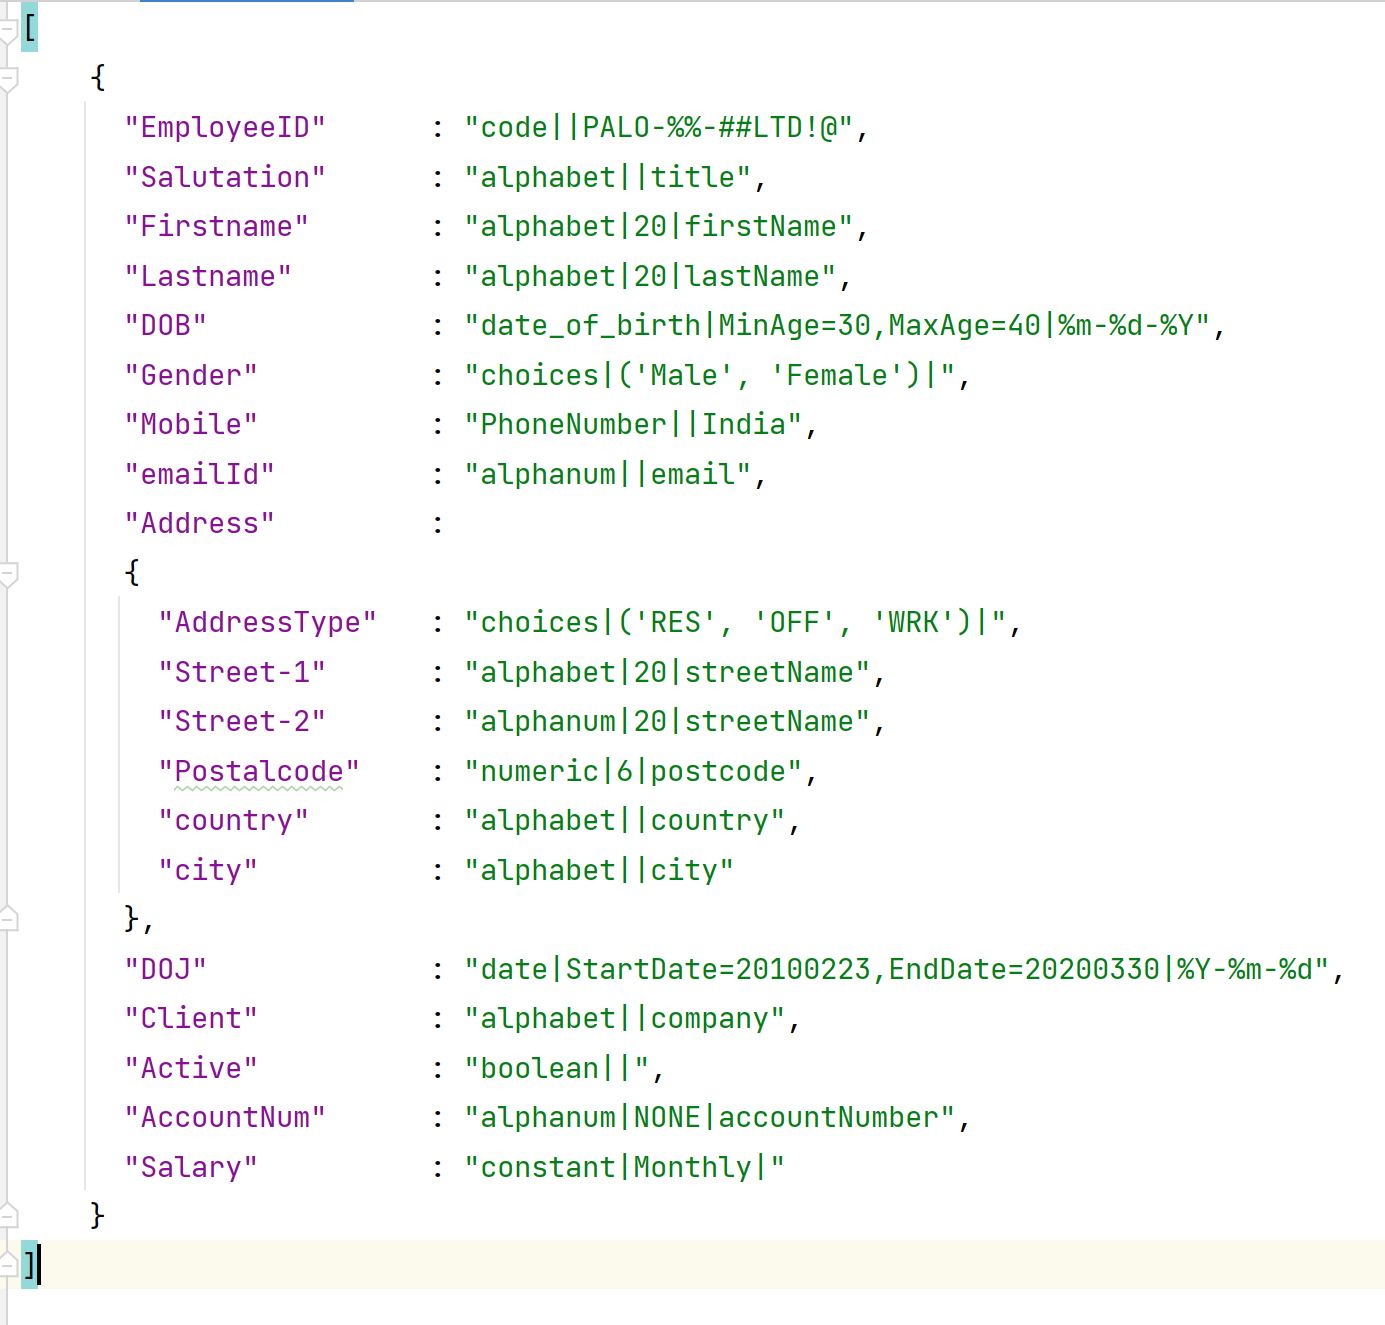 [
    {
      "EmployeeID"      : "code||PALO-%%-##LTD!@",
      "Salutation"      : "alphabet||title",
      "Firstname"       : "alphabet|20|firstName",
      "Lastname"        : "alphabet|20|lastName",
      "DOB"             : "date_of_birth|MinAge=30,MaxAge=40|%m-%d-%Y",
      "Gender"          : "choices|('Male', 'Female')|",
      "Mobile"          : "PhoneNumber||India",
      "emailId"         : "alphanum||email",
      "Address"         :
      {
        "AddressType"   : "choices|('RES', 'OFF', 'WRK')|",
        "Street-1"      : "alphabet|20|streetName",
        "Street-2"      : "alphanum|20|streetName",
        "Postalcode"    : "numeric|6|postcode",
        "country"       : "alphabet||country",
        "city"          : "alphabet||city"
      },
      "DOJ"             : "date|StartDate=20100223,EndDate=20200330|%Y-%m-%d",
      "Client"          : "alphabet||company",
      "Active"          : "boolean||",
      "AccountNum"      : "alphanum|NONE|accountNumber",
      "Salary"          : "constant|Monthly|"
    }
]